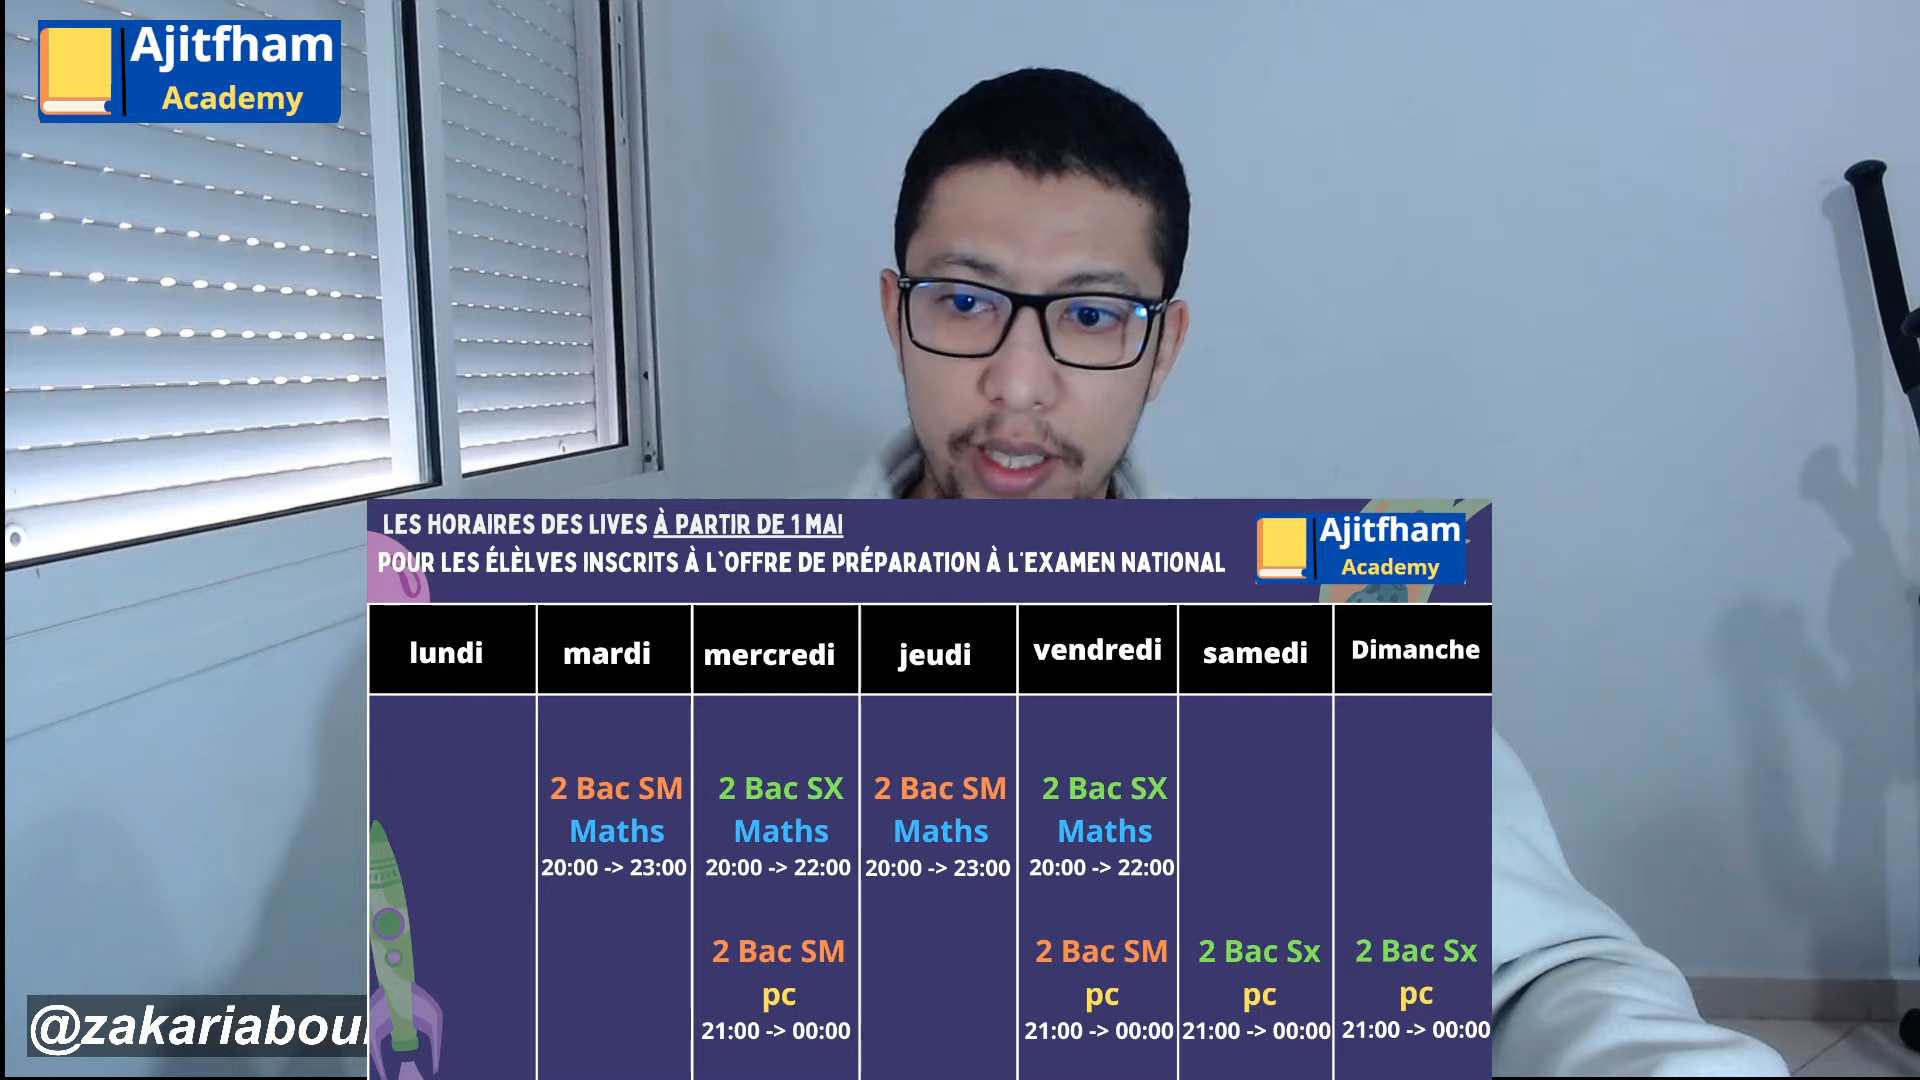 Ajitfham
Academy
LES HORAIRES DES LIVES À PARTIR DE 1 MAI
POUR LES ÉLÈLVES INSCRITS À L'OFFRE DE PRÉPARATION À L'EXAMEN NATIONAL
Ajitfham
Academy
lundi mardi mercredi jeudi vendredi samedi Dimanche
2 Bac SM 2 Bac SX 2 Bac SM 2 Bac SX
Maths Maths Maths Maths
20:00 -> 23:00 20:00 -> 22:00 20:00 -> 23:00 20:00 -> 22:00
2 Bac SM 2 Bac SM 2 Bac Sx 2 Bac Sx
pc pc pc pc
21:00 -> 00:00 21:00 -> 00:00 21:00 -> 00:00 21:00 -> 00:00